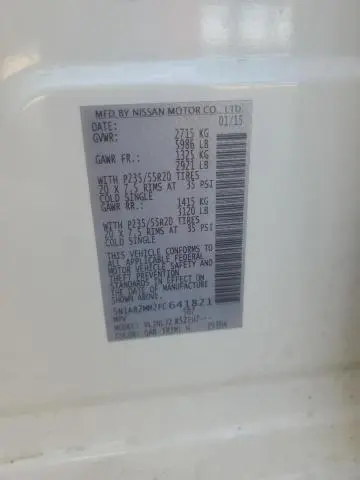 MFD. BY NISSAN MOTOR CO., LTD.
DATE: 01/15
GVWR: 2715 KG
5986 LB
GAWR FR.: 1325 KG
2921 LB
WITH P235/55R20 TIRES
20 X 7.5 RIMS AT 35 PSI
COLD SINGLE
GAWR RR.: 1415 KG
3120 LB
WITH P235/55R20 TIRES
20 X 7.5 RIMS AT 35 PSI
COLD SINGLE
THIS VEHICLE CONFORMS TO
ALL APPLICABLE FEDERAL
MOTOR VEHICLE SAFETY AND
THEFT PREVENTION
STANDARDS IN EFFECT ON
THE DATE OF MANUFACTURE
SHOWN ABOVE.
5N1AR2MM2FC641821
MPV
MODEL:
COLOR: QAB TRIM: